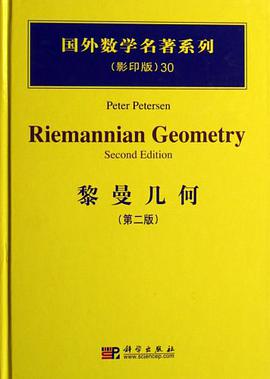 国外数学名著系列
（影印版）30
Peter Petersen
Riemannian Geometry
Second Edition
黎曼几何
（第二版）
科学出版社
www.sciencep.com